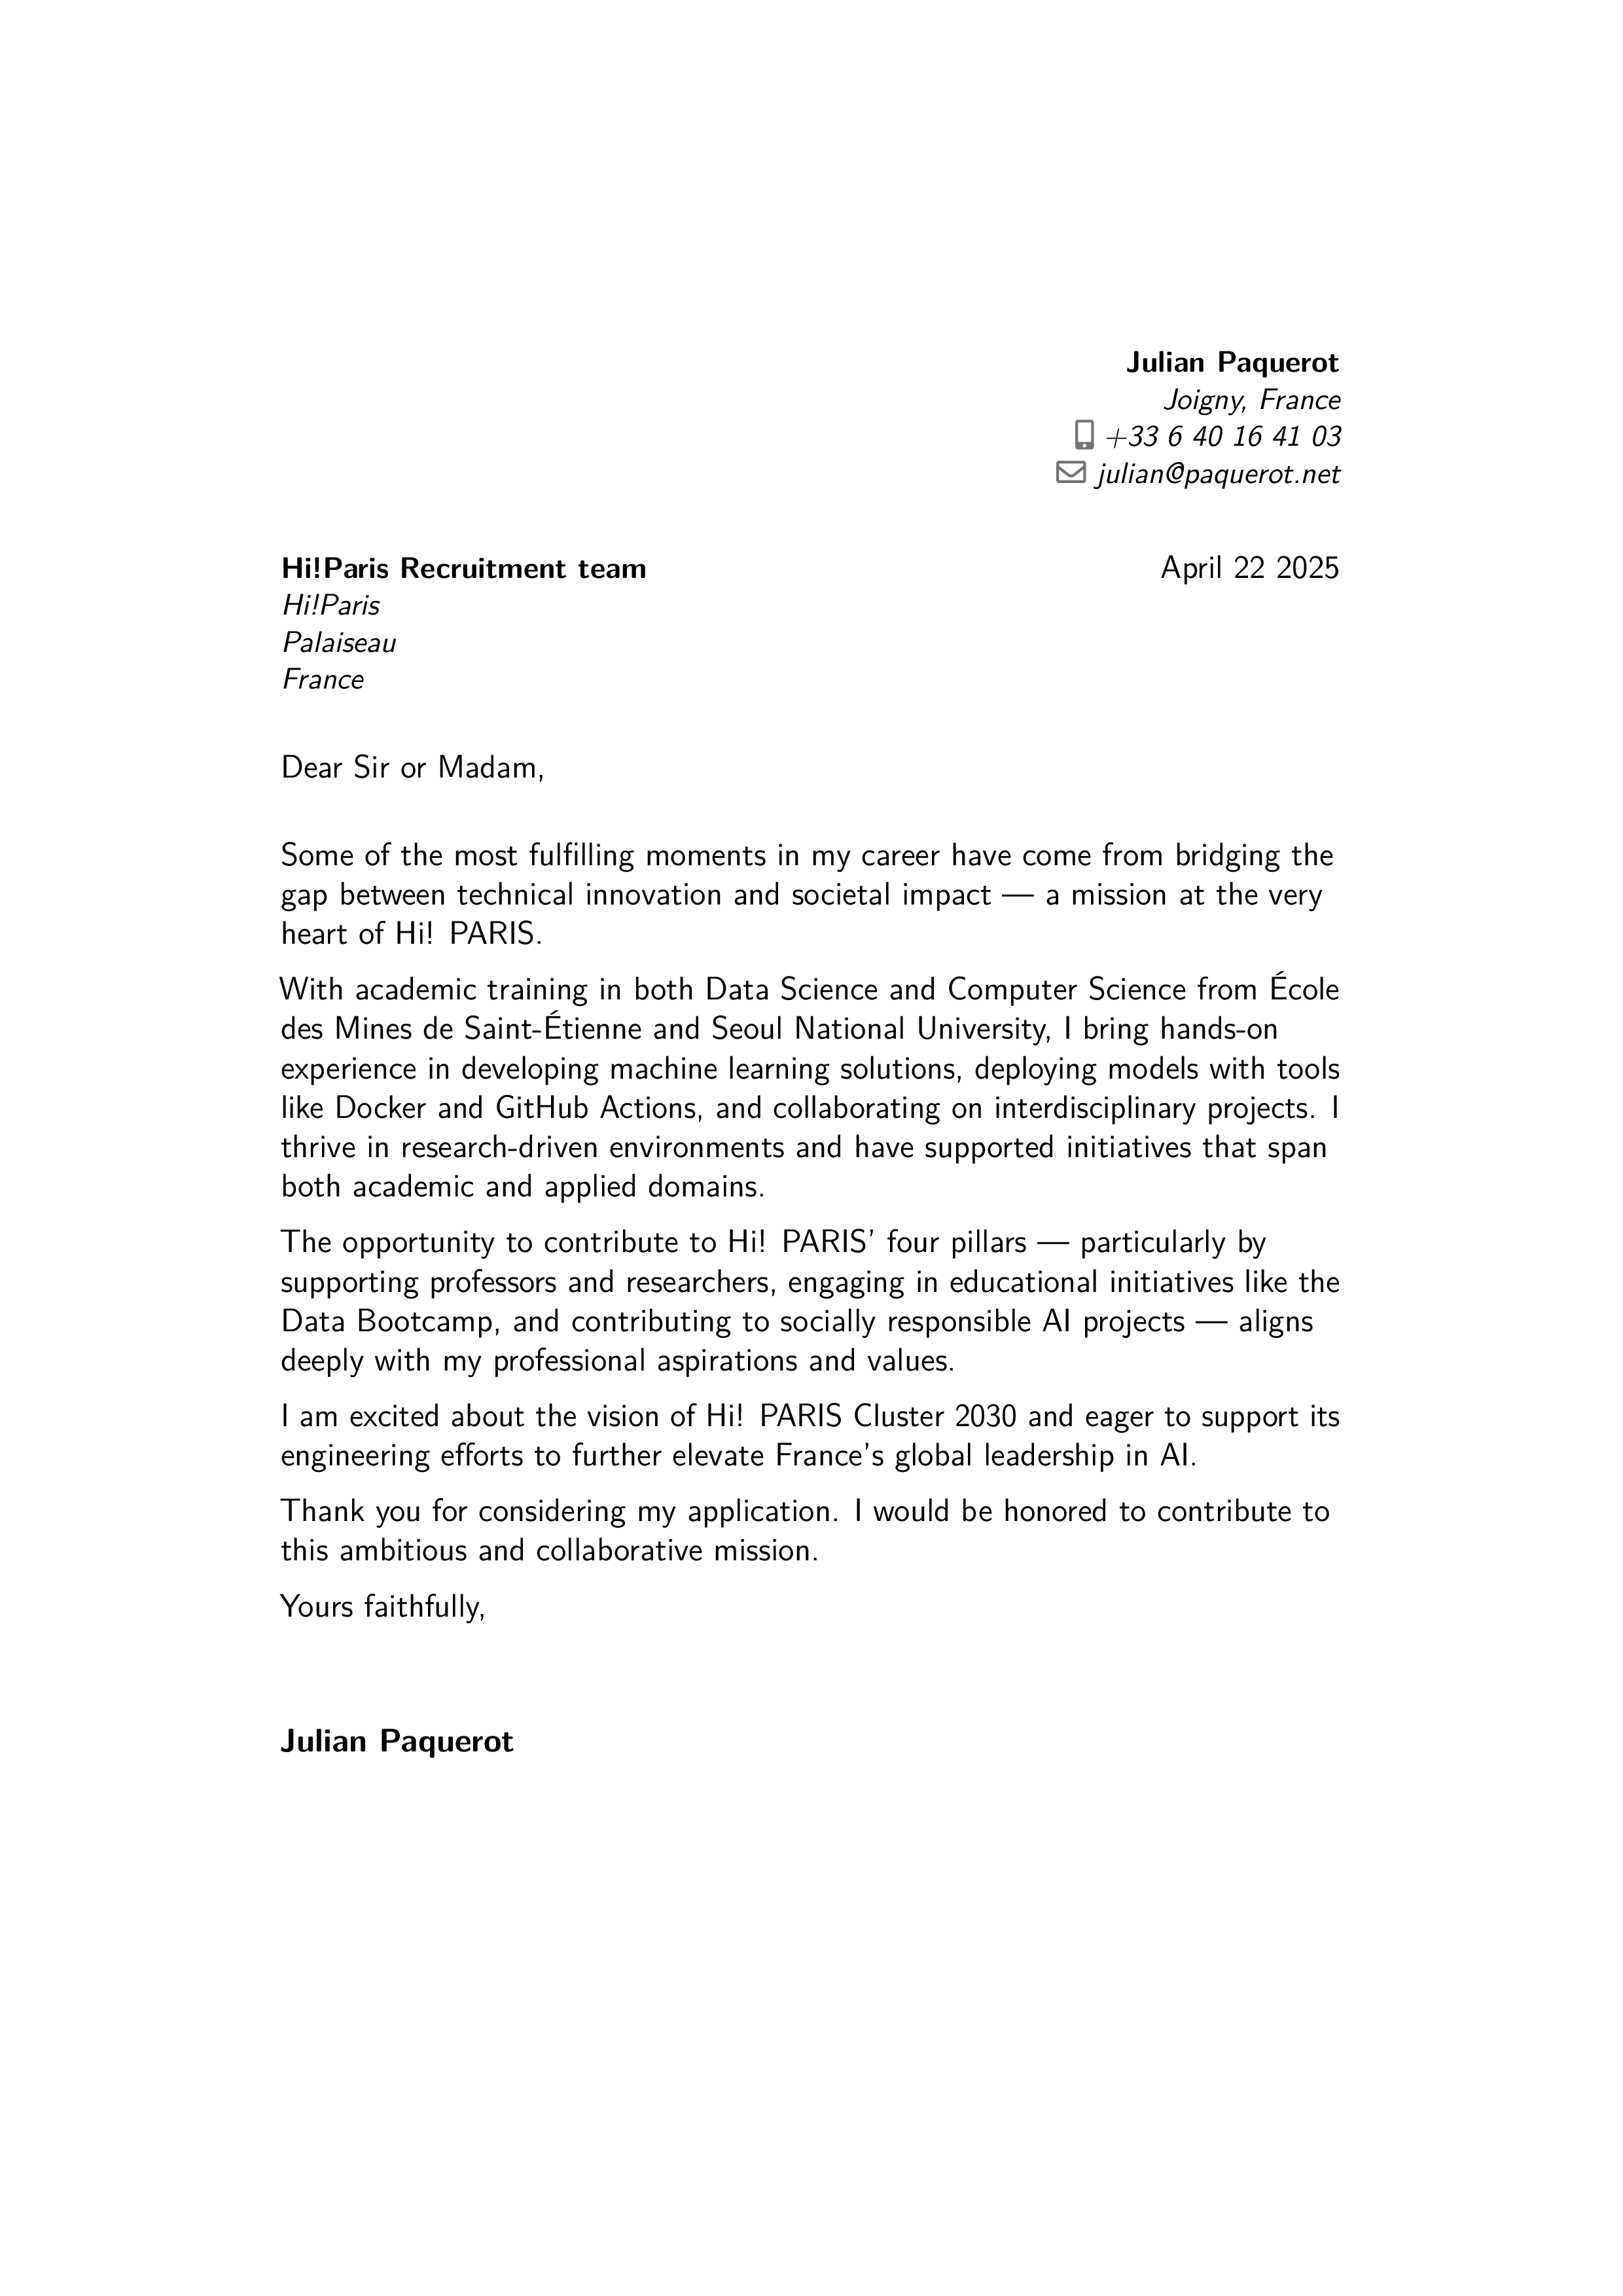 Julian Paquerot
Joigny, France
+33 6 40 16 41 03
julian@paquerot.net
Hi!Paris Recruitment team
April 22 2025
Hi!Paris
Palaiseau
France
Dear Sir or Madam,
Some of the most fulfilling moments in my career have come from bridging the
gap between technical innovation and societal impact — a mission at the very
heart of Hi! PARIS.
With academic training in both Data Science and Computer Science from École
des Mines de Saint-Étienne and Seoul National University, I bring hands-on
experience in developing machine learning solutions, deploying models with tools
like Docker and GitHub Actions, and collaborating on interdisciplinary projects. I
thrive in research-driven environments and have supported initiatives that span
both academic and applied domains.
The opportunity to contribute to Hi! PARIS’ four pillars — particularly by
supporting professors and researchers, engaging in educational initiatives like the
Data Bootcamp, and contributing to socially responsible AI projects — aligns
deeply with my professional aspirations and values.
I am excited about the vision of Hi! PARIS Cluster 2030 and eager to support its
engineering efforts to further elevate France’s global leadership in AI.
Thank you for considering my application. I would be honored to contribute to
this ambitious and collaborative mission.
Yours faithfully,
Julian Paquerot